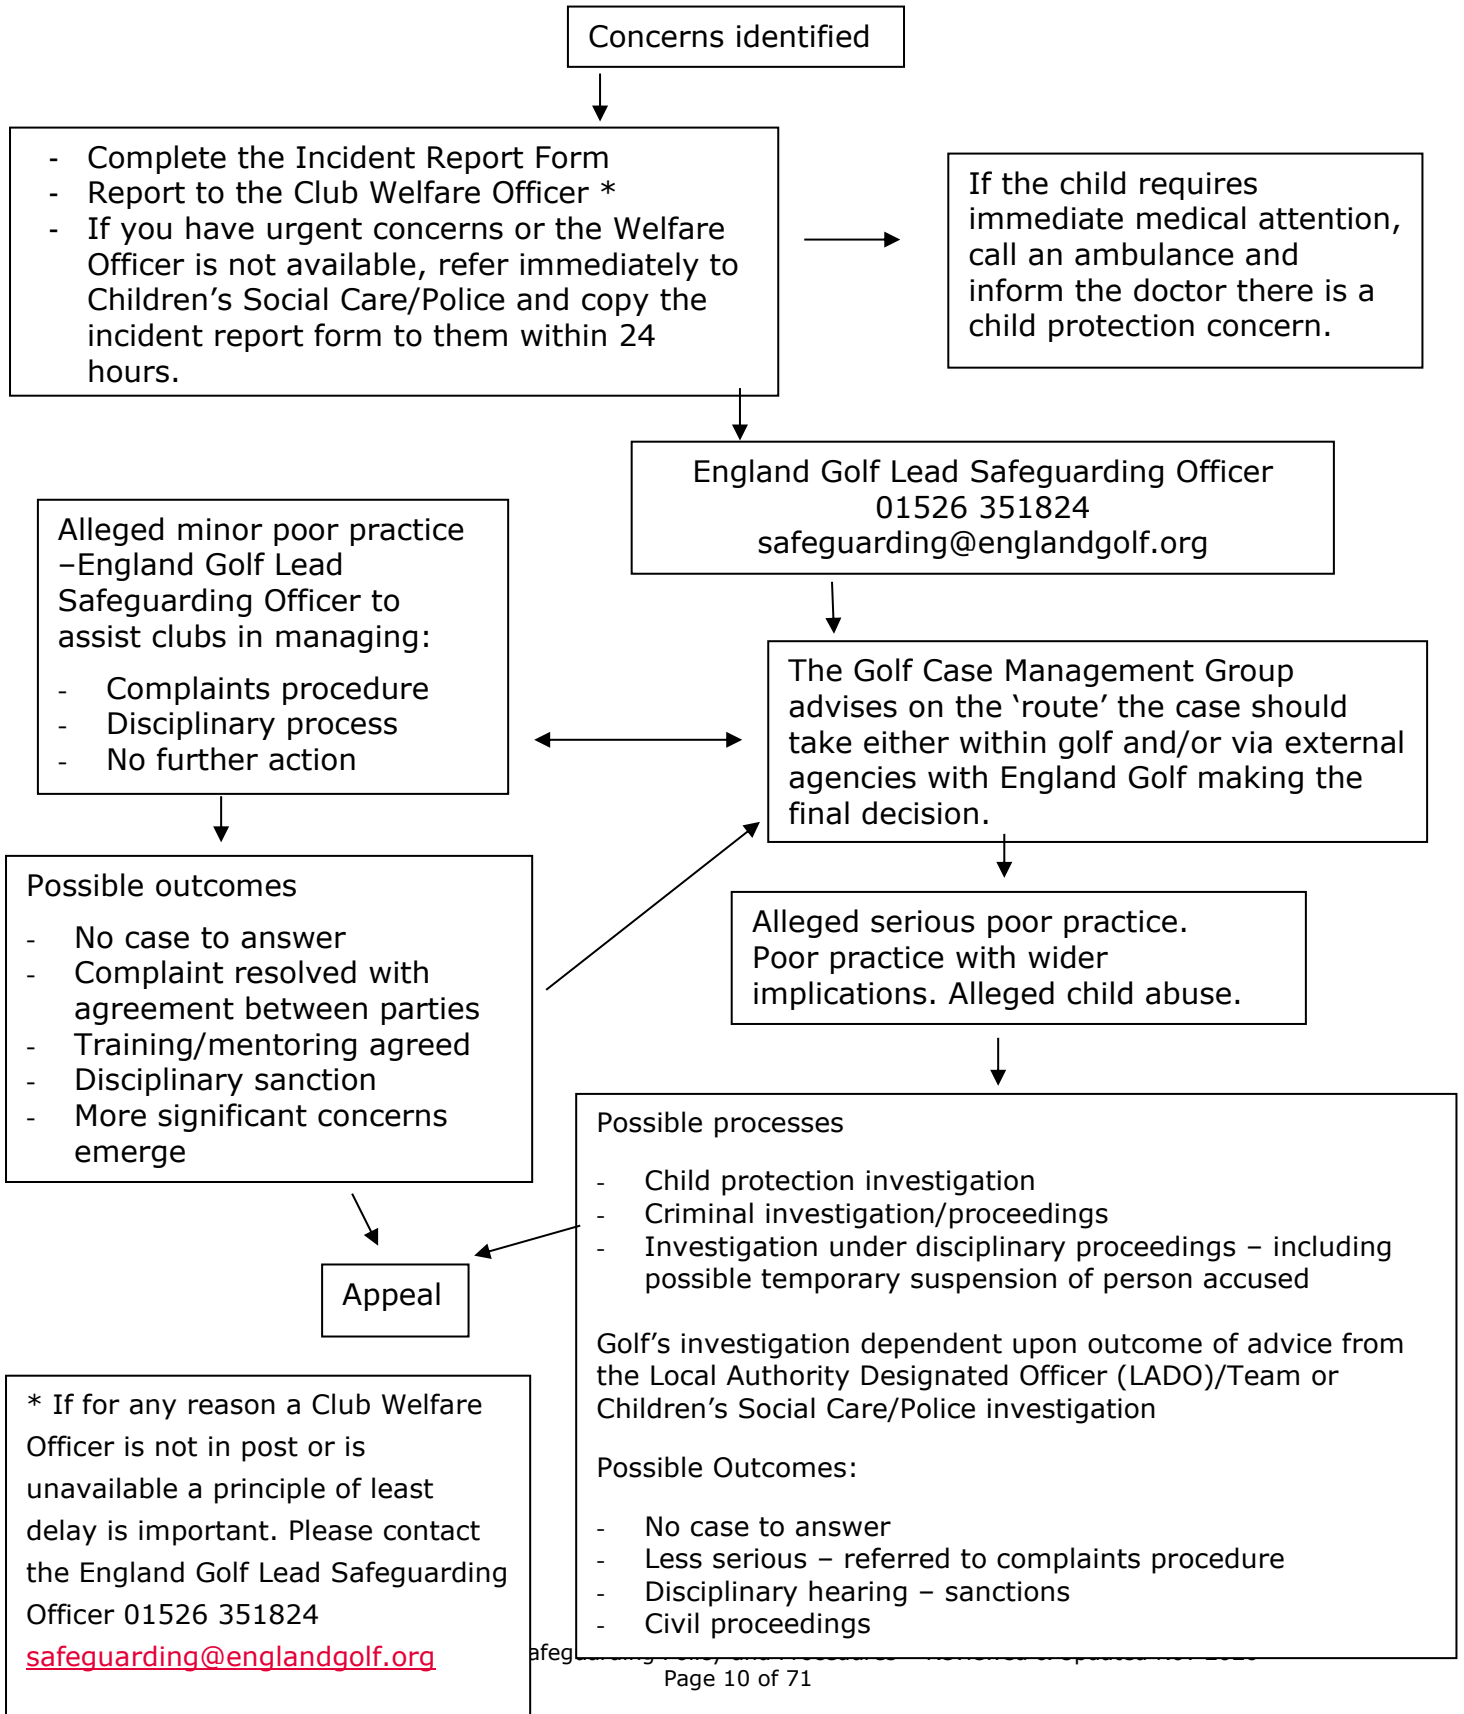 Concerns identified
- Complete the Incident Report Form
- Report to the Club Welfare Officer *
- If you have urgent concerns or the Welfare
Officer is not available, refer immediately to
Children’s Social Care/Police and copy the
incident report form to them within 24
hours.
If the child requires
immediate medical attention,
call an ambulance and
inform the doctor there is a
child protection concern.
England Golf Lead Safeguarding Officer
01526 351824
safeguarding@englandgolf.org
Alleged minor poor practice
–England Golf Lead
Safeguarding Officer to
assist clubs in managing:
- Complaints procedure
- Disciplinary process
- No further action
The Golf Case Management Group
advises on the ‘route’ the case should
take either within golf and/or via external
agencies with England Golf making the
final decision.
Possible outcomes
- No case to answer
- Complaint resolved with
agreement between parties
- Training/mentoring agreed
- Disciplinary sanction
- More significant concerns
emerge
Alleged serious poor practice.
Poor practice with wider
implications. Alleged child abuse.
Possible processes
- Child protection investigation
- Criminal investigation/proceedings
- Investigation under disciplinary proceedings – including
possible temporary suspension of person accused
Golf’s investigation dependent upon outcome of advice from
the Local Authority Designated Officer (LADO)/Team or
Children’s Social Care/Police investigation
Possible Outcomes:
- No case to answer
- Less serious – referred to complaints procedure
- Disciplinary hearing – sanctions
- Civil proceedings
Appeal
* If for any reason a Club Welfare
Officer is not in post or is
unavailable a principle of least
delay is important. Please contact
the England Golf Lead Safeguarding
Officer 01526 351824
safeguarding@englandgolf.org
Page 10 of 71